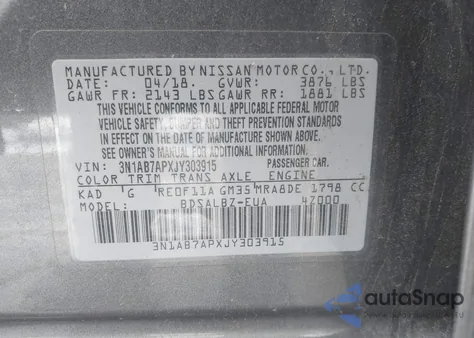 MANUFACTURED BY NISSAN MOTOR CO., LTD.
DATE: 04/18. GVWR: 3876 LBS
GAWR FR: 2143 LBS GAWR RR: 1881 LBS
THIS VEHICLE CONFORMS TO ALL APPLICABLE FEDERAL MOTOR
VEHICLE SAFETY, BUMPER AND THEFT PREVENTION STANDARDS
IN EFFECT ON THE DATE OF MANUFACTURE SHOWN ABOVE.
SEE OWNER'S MANUAL FOR ADDITIONAL INFORMATION.
VIN: 3N1AB7APXJY303915 PASSENGER CAR.
COLOR TRIM TRANS AXLE ENGINE
KAD 'G RE0F11A GM35 MRA8DE 1798 CC
MODEL: BDSALBZ-EUA 4Z000
3N1AB7APXJY303915
autoSnap